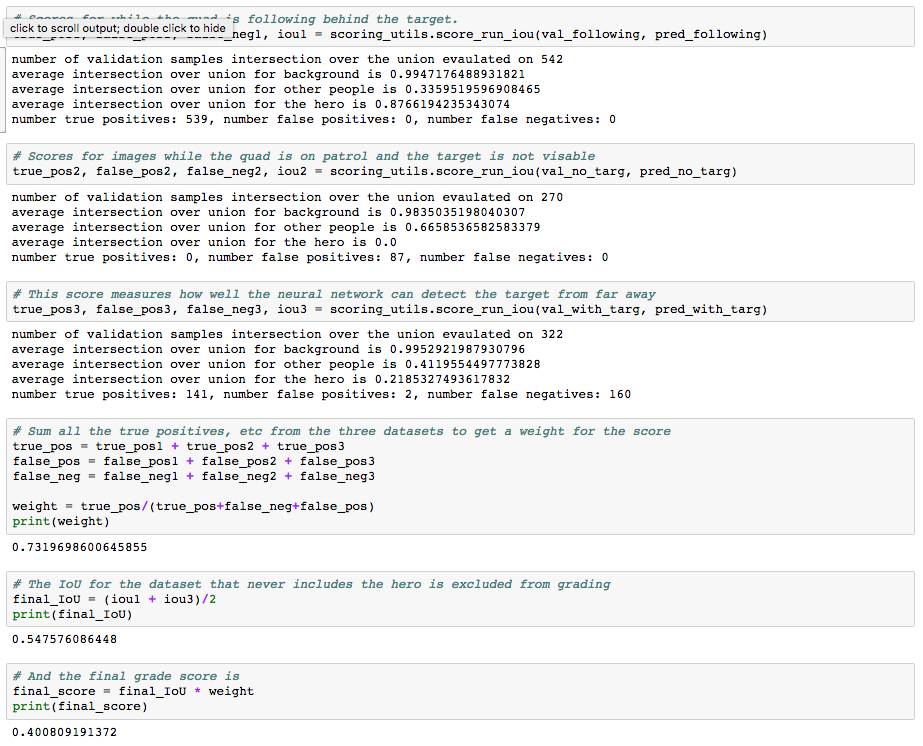 # Scores for while the quad is following behind the target.
click to scroll output; double click to hide
neg1, iou1 = scoring_utils.score_run_iou(val_following, pred_following)
number of validation samples intersection over the union evaulated on 542
average intersection over union for background is 0.9947176488931821
average intersection over union for other people is 0.3359519596908465
average intersection over union for the hero is 0.8766194235343074
number true positives: 539, number false positives: 0, number false negatives: 0
# Scores for images while the quad is on patrol and the target is not visable
true_pos2, false_pos2, false_neg2, iou2 = scoring_utils.score_run_iou(val_no_targ, pred_no_targ)
number of validation samples intersection over the union evaulated on 270
average intersection over union for background is 0.9835035198040307
average intersection over union for other people is 0.6658536582583379
average intersection over union for the hero is 0.0
number true positives: 0, number false positives: 87, number false negatives: 0
# This score measures how well the neural network can detect the target from far away
true_pos3, false_pos3, false_neg3, iou3 = scoring_utils.score_run_iou(val_with_targ, pred_with_targ)
number of validation samples intersection over the union evaulated on 322
average intersection over union for background is 0.9952921987930796
average intersection over union for other people is 0.4119554497773828
average intersection over union for the hero is 0.2185327493617832
number true positives: 141, number false positives: 2, number false negatives: 160
# Sum all the true positives, etc from the three datasets to get a weight for the score
true_pos = true_pos1 + true_pos2 + true_pos3
false_pos = false_pos1 + false_pos2 + false_pos3
false_neg = false_neg1 + false_neg2 + false_neg3
weight = true_pos/(true_pos+false_neg+false_pos)
print(weight)
0.7319698600645855
# The IoU for the dataset that never includes the hero is excluded from grading
final_IoU = (iou1 + iou3)/2
print(final_IoU)
0.547576086448
# And the final grade score is
final_score = final_IoU * weight
print(final_score)
0.400809191372